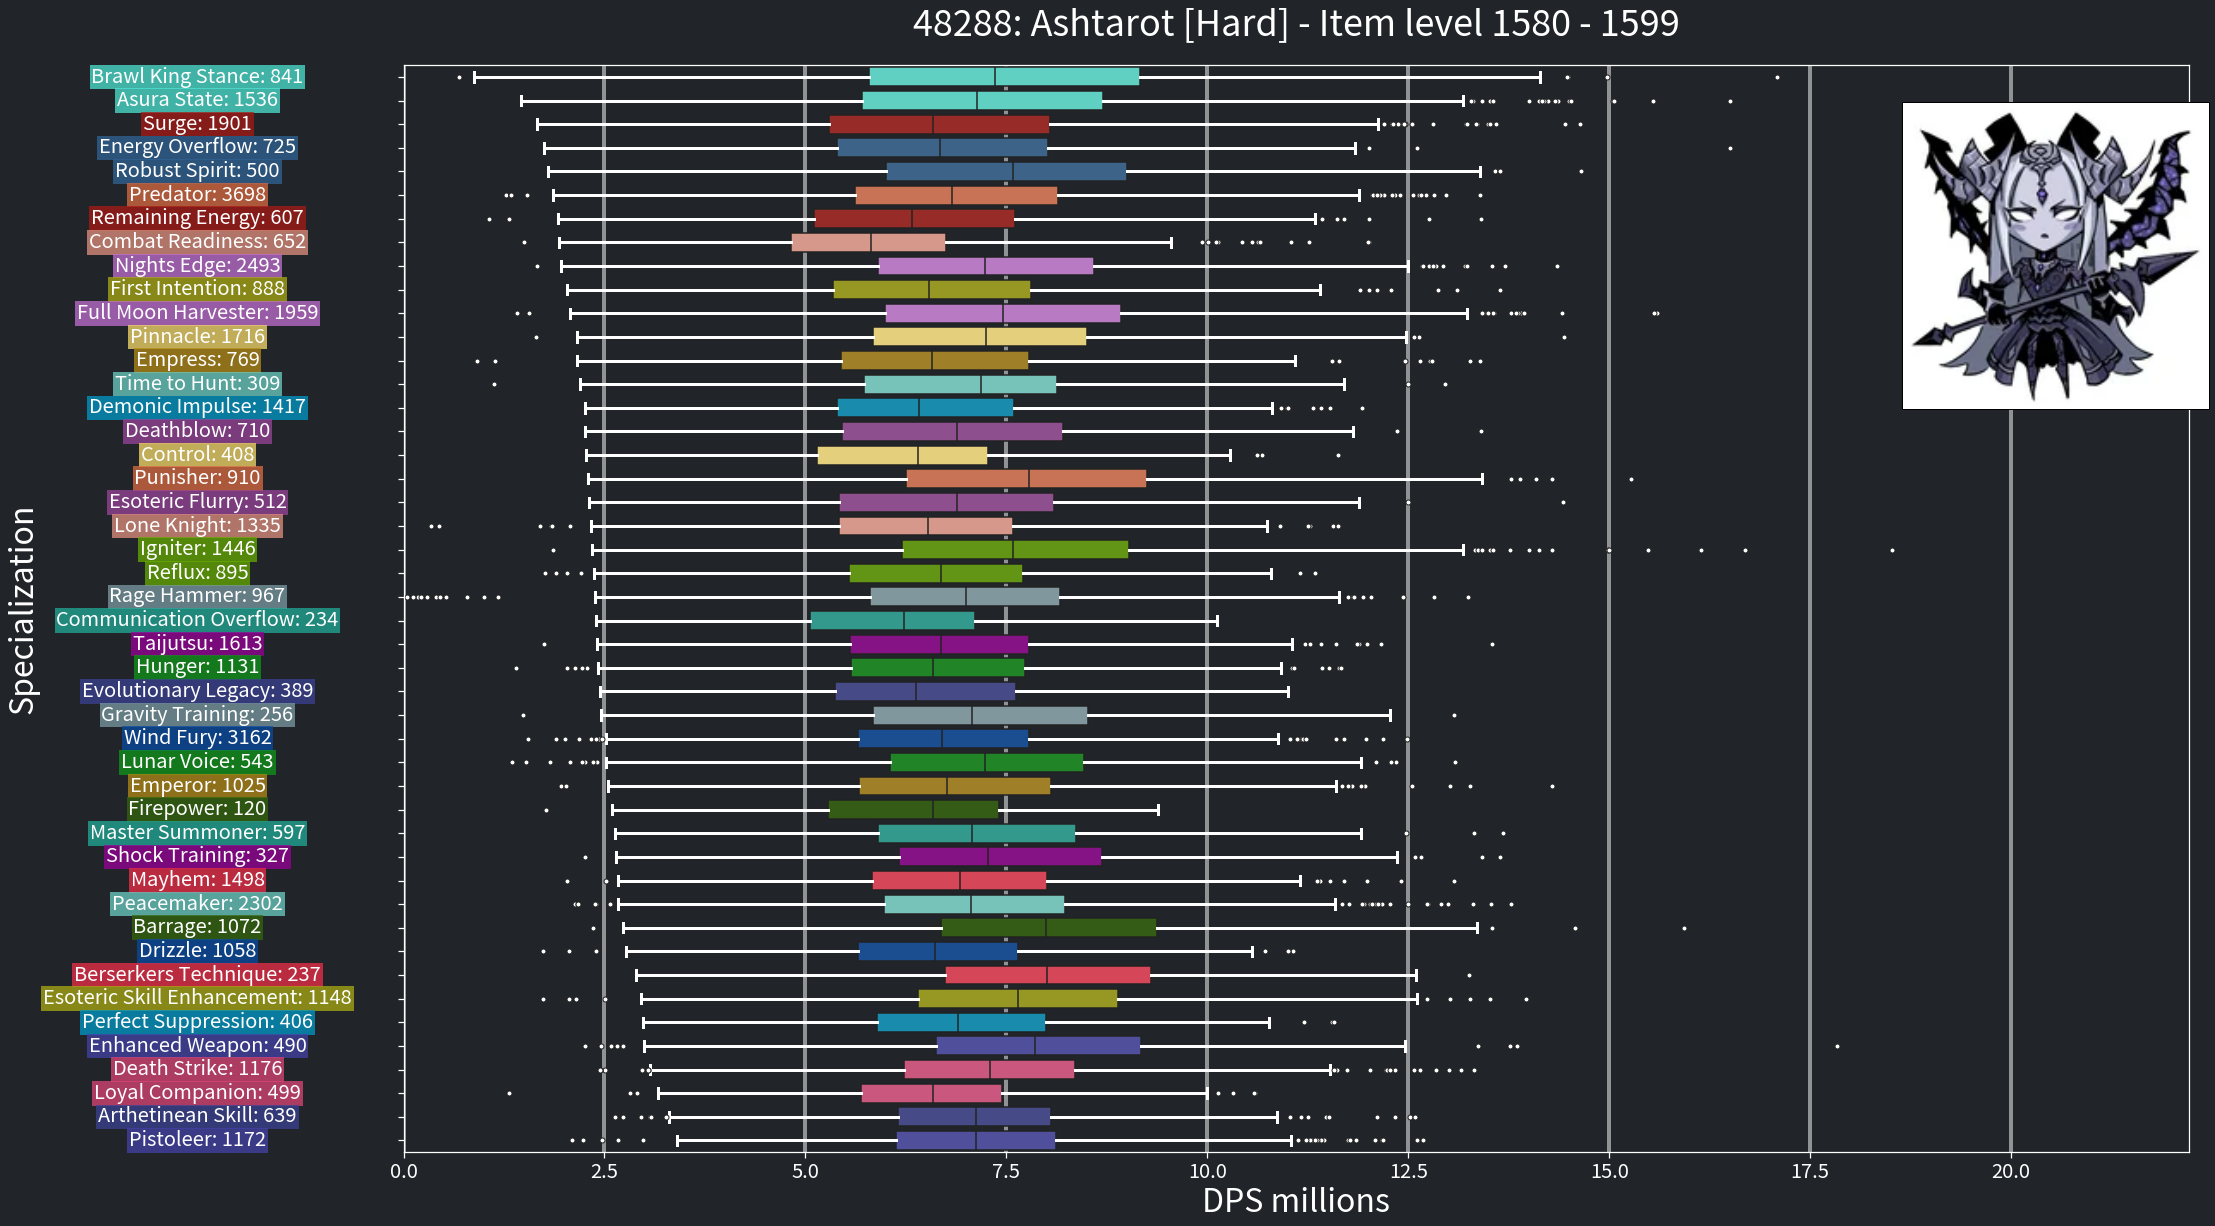 48288: Ashtarot [Hard] - Item level 1580 - 1599
Specialization
Brawl King Stance: 841
Asura State: 1536
Surge: 1901
Energy Overflow: 725
Robust Spirit: 500
Predator: 3698
Remaining Energy: 607
Combat Readiness: 652
Nights Edge: 2493
First Intention: 888
Full Moon Harvester: 1959
Pinnacle: 1716
Empress: 769
Time to Hunt: 309
Demonic Impulse: 1417
Deathblow: 710
Control: 408
Punisher: 910
Esoteric Flurry: 512
Lone Knight: 1335
Igniter: 1446
Reflux: 895
Rage Hammer: 967
Communication Overflow: 234
Taijutsu: 1613
Hunger: 1131
Evolutionary Legacy: 389
Gravity Training: 256
Wind Fury: 3162
Lunar Voice: 543
Emperor: 1025
Firepower: 120
Master Summoner: 597
Shock Training: 327
Mayhem: 1498
Peacemaker: 2302
Barrage: 1072
Drizzle: 1058
Berserkers Technique: 237
Esoteric Skill Enhancement: 1148
Perfect Suppression: 406
Enhanced Weapon: 490
Death Strike: 1176
Loyal Companion: 499
Arthetinean Skill: 639
Pistoleer: 1172
0.0 2.5 5.0 7.5 10.0 12.5 15.0 17.5 20.0
DPS millions